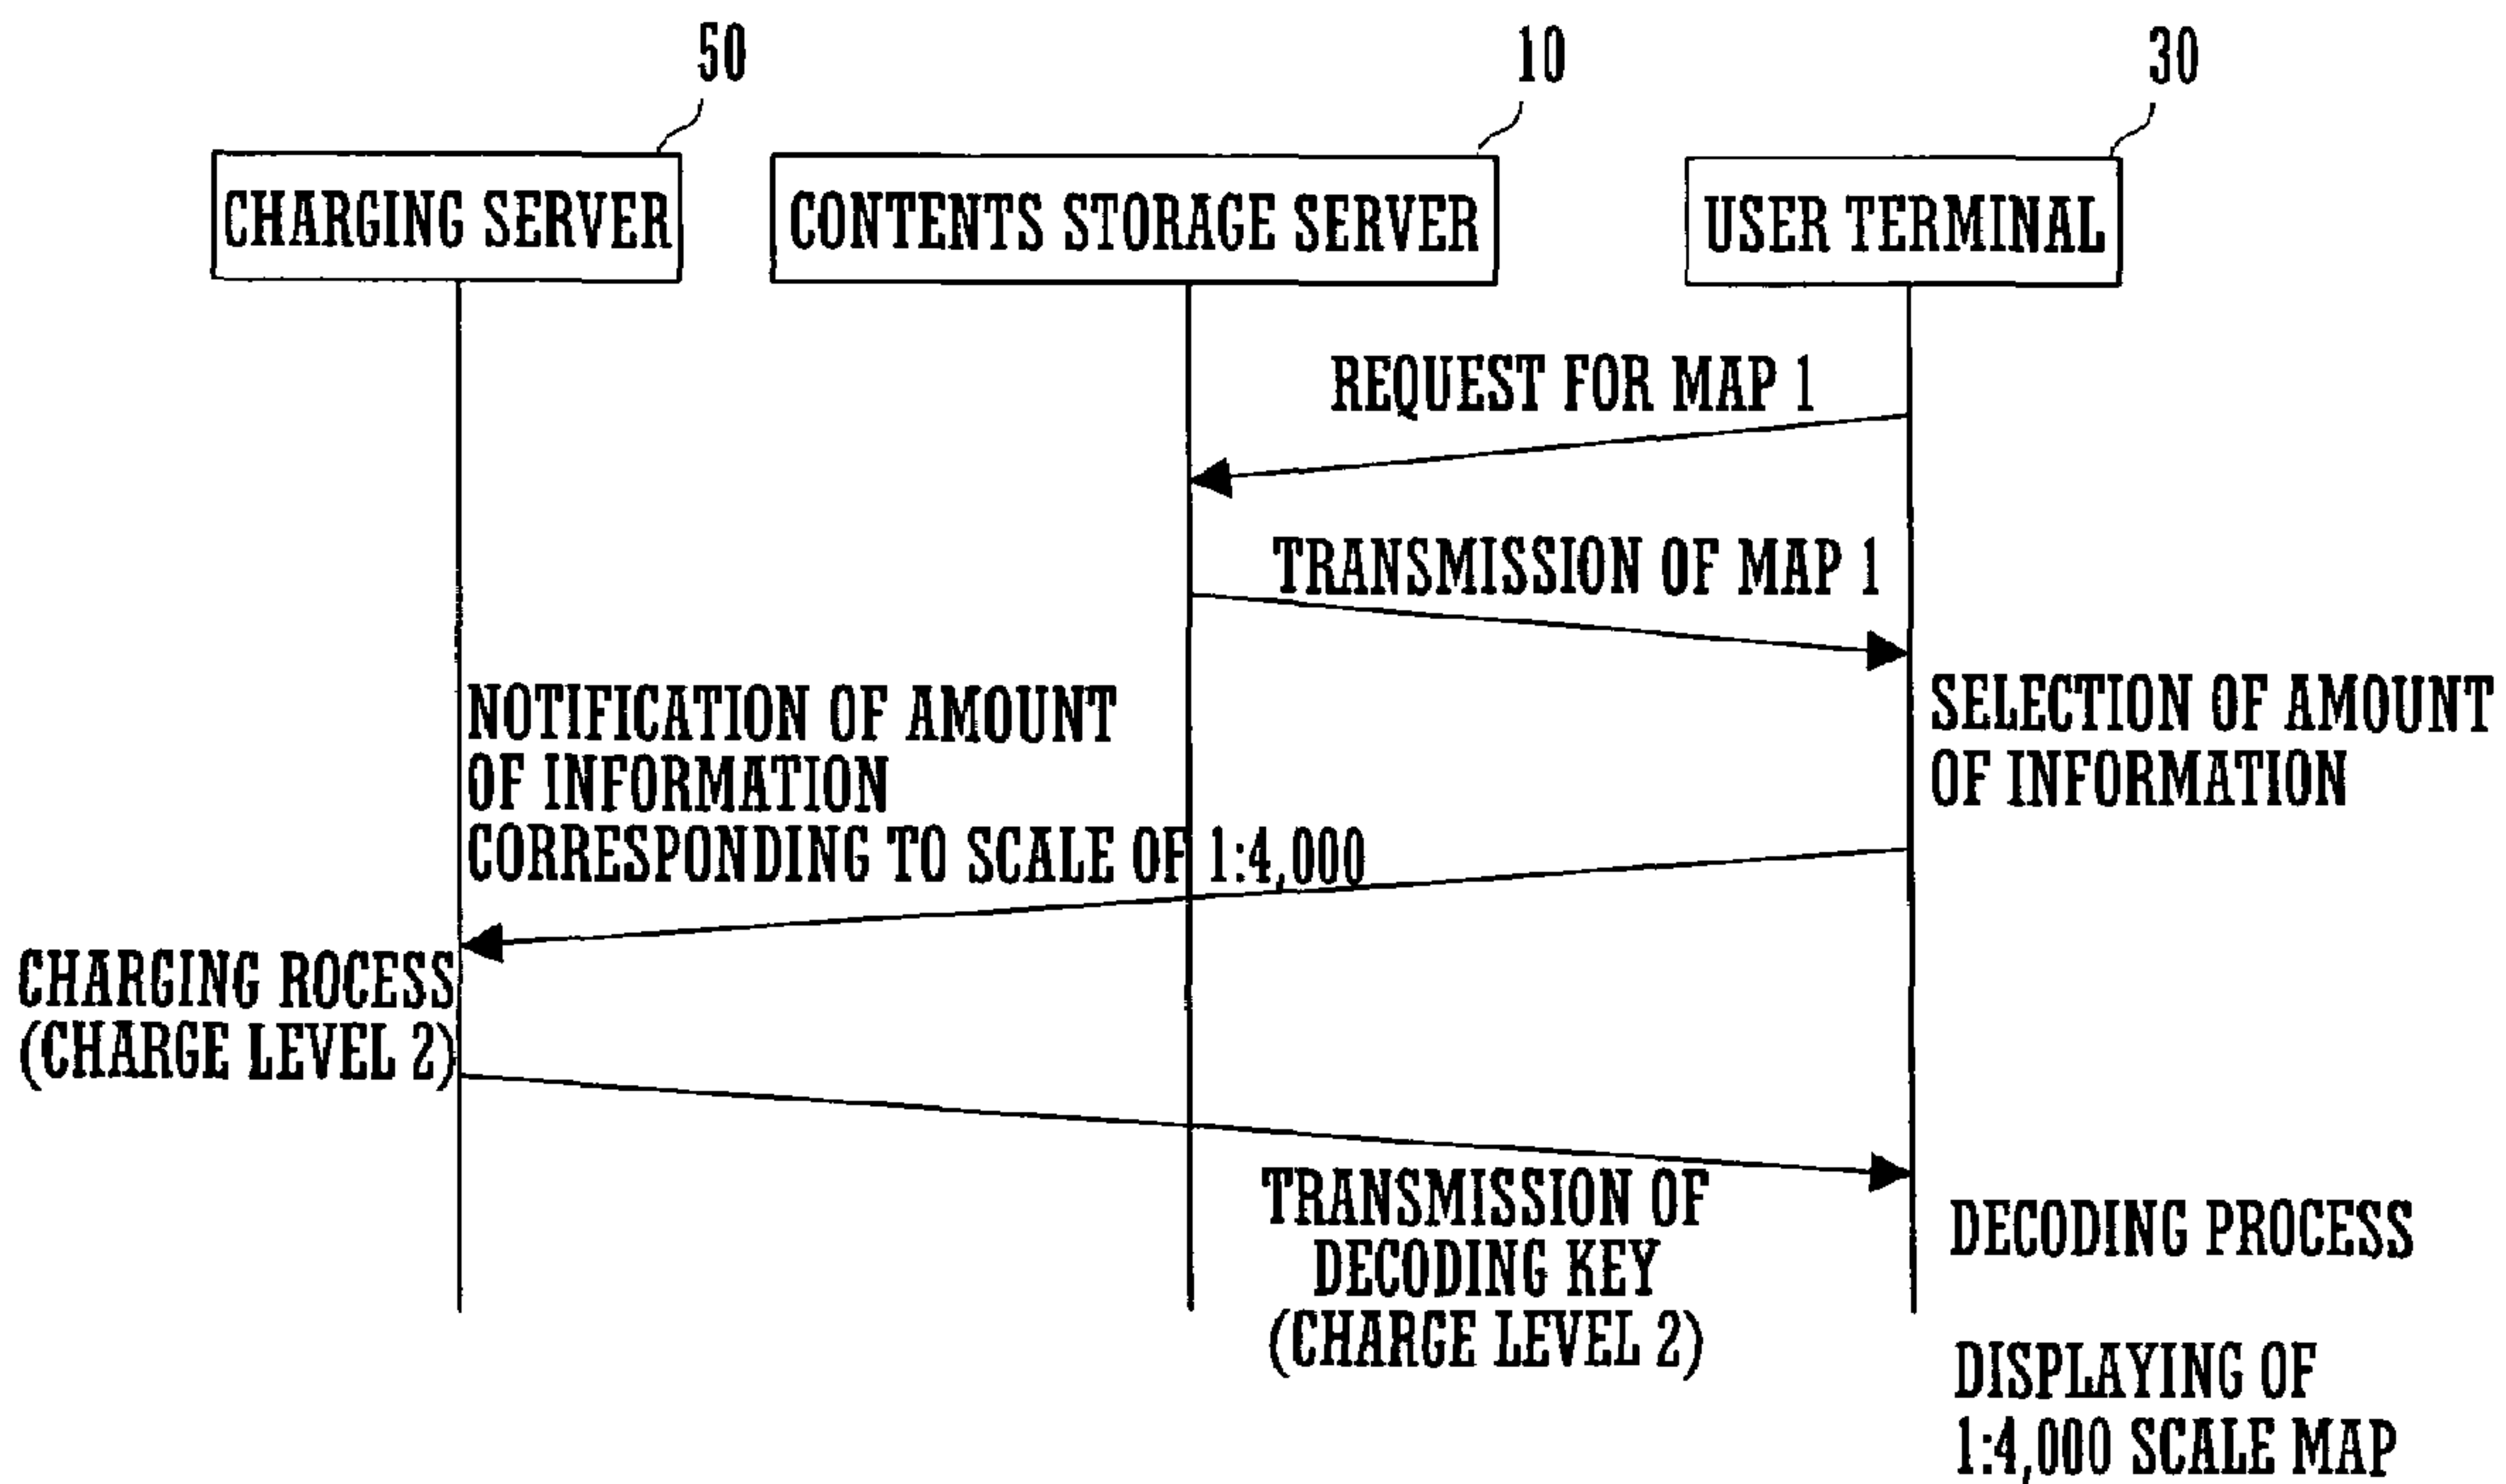 50
10
30
CHARGING SERVER
CONTENTS STORAGE SERVER
USER TERMINAL
REQUEST FOR MAP 1
TRANSMISSION OF MAP 1
NOTIFICATION OF AMOUNT
OF INFORMATION
CORRESPONDING TO SCALE OF 1:4,000
SELECTION OF AMOUNT
OF INFORMATION
CHARGING ROCESS
(CHARGE LEVEL 2)
TRANSMISSION OF
DECODING KEY
(CHARGE LEVEL 2)
DECODING PROCESS
DISPLAYING OF
1:4,000 SCALE MAP